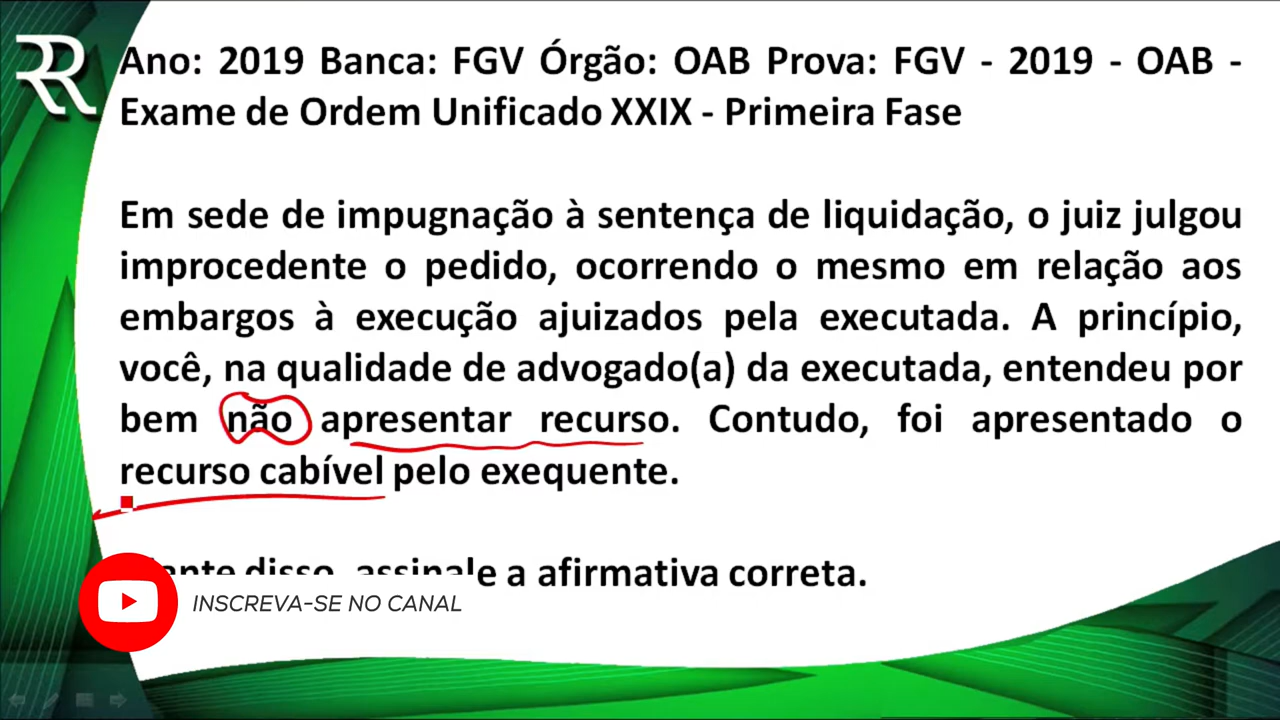 Ano: 2019 Banca: FGV Órgão: OAB Prova: FGV - 2019 - OAB -
Exame de Ordem Unificado XXIX - Primeira Fase
Em sede de impugnação à sentença de liquidação, o juiz julgou
improcedente o pedido, ocorrendo o mesmo em relação aos
embargos à execução ajuizados pela executada. A princípio,
você, na qualidade de advogado(a) da executada, entendeu por
bem não apresentar recurso. Contudo, foi apresentado o
recurso cabível pelo exequente.
disso, assinale a afirmativa correta.
INSCREVA-SE NO CANAL